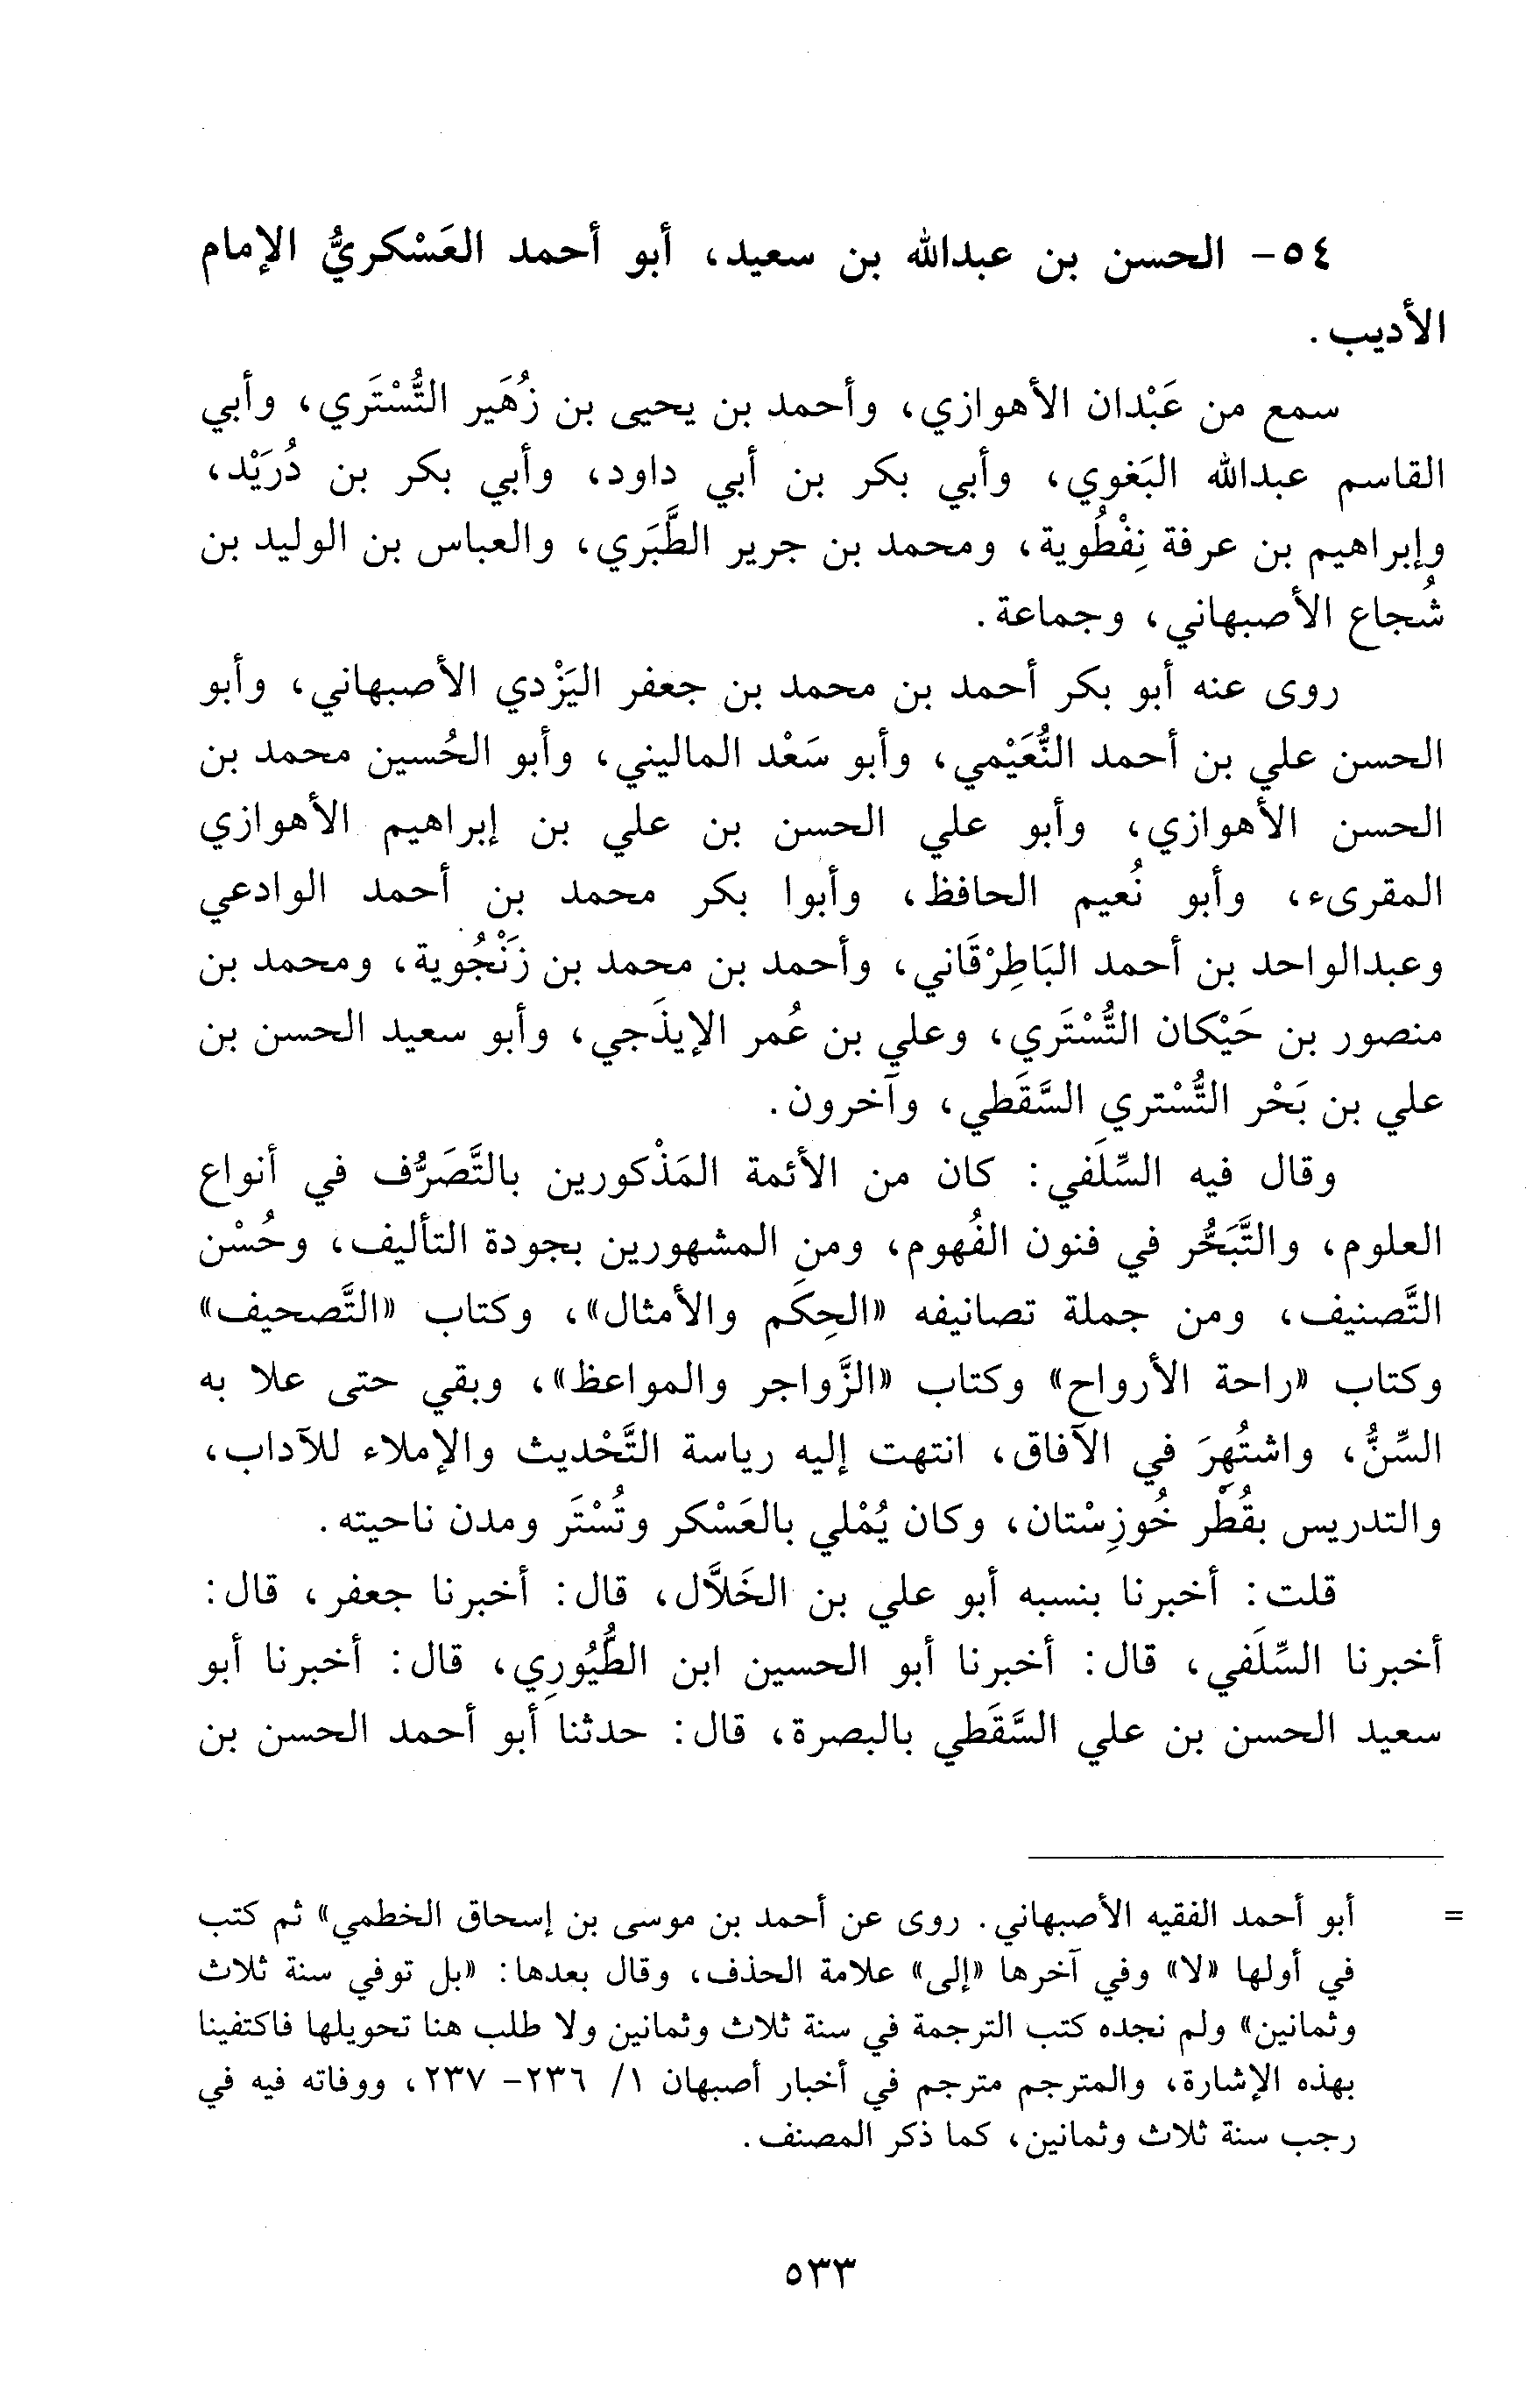 ٥٤- الحسن بن عبدالله بن سعيد، أبو أحمد العَسْكريُّ الإمام
الأديب.
سمع من عَبْدان الأهوازي، وأحمد بن يحيى بن زُهَير التُّسْتَري، وأبي
القاسم عبدالله البَغوي، وأبي بكر بن أبي داود، وأبي بكر بن دُرَيْد،
وإبراهيم بن عرفة نِفْطُوية، ومحمد بن جرير الطَّبَري، والعباس بن الوليد بن
شُجاع الأصبهاني، وجماعة.
روى عنه أبو بكر أحمد بن محمد بن جعفر اليَزْدي الأصبهاني، وأبو
الحسن علي بن أحمد النُّعَيْمي، وأبو سَعْد الماليني، وأبو الحُسين محمد بن
الحسن الأهوازي، وأبو علي الحسن بن علي بن إبراهيم الأهوازي
المقرىء، وأبو نُعيم الحافظ، وأبوا بكر محمد بن أحمد الوادعي
وعبدالواحد بن أحمد البَاطِرْقَاني، وأحمد بن محمد بن زَنْجُوية، ومحمد بن
منصور بن حَيْكان التُّسْتَري، وعلي بن عُمر الإيذَجي، وأبو سعيد الحسن بن
علي بن بَحْر التُّسْتري السَّقَطي، وآخرون.
وقال فيه السِّلَفي: كان من الأئمة المَذْكورين بالتَّصَرُّف في أنواع
العلوم، والتَّبَحُّر في فنون الفُهوم، ومن المشهورين بجودة التأليف، وحُسْن
التَّصنيف، ومن جملة تصانيفه «الحِكَم والأمثال»، وكتاب «التَّصحيف»
وكتاب «راحة الأرواح» وكتاب «الزَّواجر والمواعظ»، وبقي حتى علا به
السِّنُّ، واشتُهِرَ في الآفاق، انتهت إليه رياسة التَّحْديث والإملاء للآداب،
والتدريس بقُطْر خُوزِسْتان، وكان يُمْلي بالعَسْكر وتُسْتَر ومدن ناحيته.
قلت: أخبرنا بنسبه أبو علي بن الخَلَّال، قال: أخبرنا جعفر، قال:
أخبرنا السِّلَفي، قال: أخبرنا أبو الحسين ابن الطُّيُورِي، قال: أخبرنا أبو
سعيد الحسن بن علي السَّقَطي بالبصرة، قال: حدثنا أبو أحمد الحسن بن
= أبو أحمد الفقيه الأصبهاني. روى عن أحمد بن موسى بن إسحاق الخطمي» ثم كتب
في أولها «لا» وفي آخرها «إلى» علامة الحذف، وقال بعدها: «بل توفي سنة ثلاث
وثمانين» ولم نجده كتب الترجمة في سنة ثلاث وثمانين ولا طلب هنا تحويلها فاكتفينا
بهذه الإشارة، والمترجم مترجم في أخبار أصبهان ١/ ٢٣٦- ٢٣٧، ووفاته فيه في
رجب سنة ثلاث وثمانين، كما ذكر المصنف.
٥٣٣